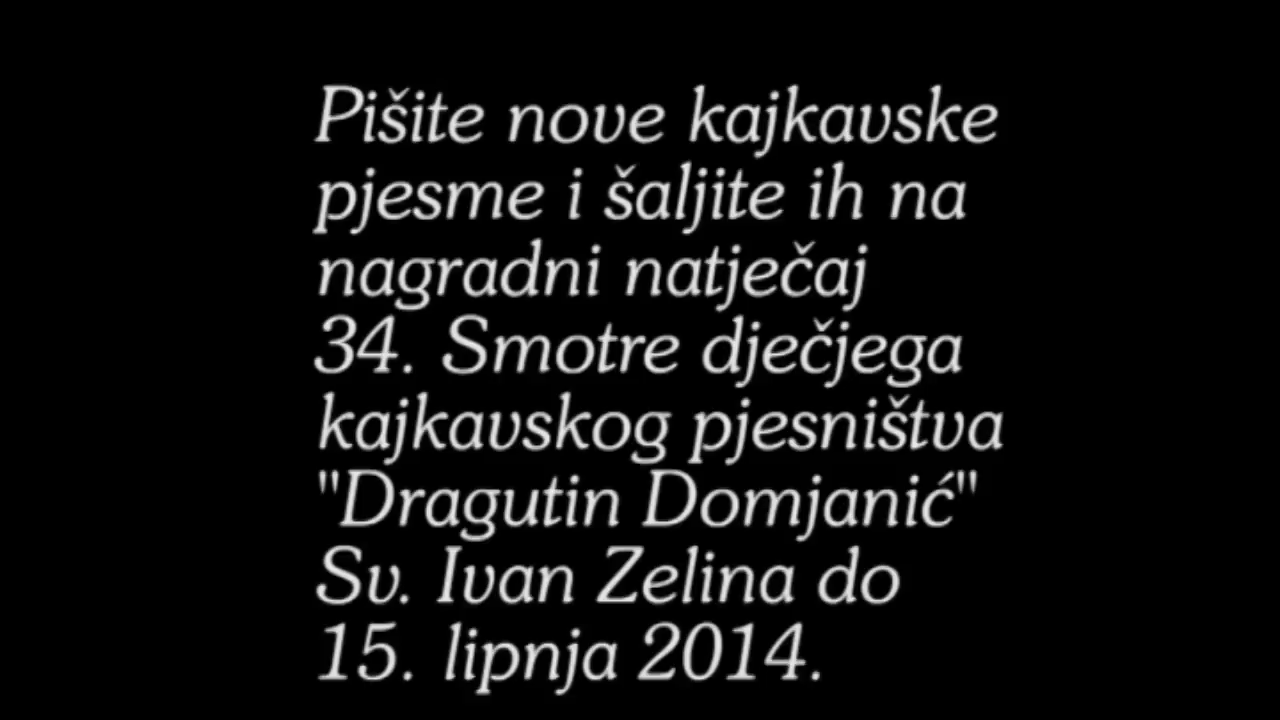 Pišite nove kajkavske
pjesme i šaljite ih na
nagradni natječaj
34. Smotre dječjega
kajkavskog pjesništva
"Dragutin Domjanić"
Sv. Ivan Zelina do
15. lipnja 2014.